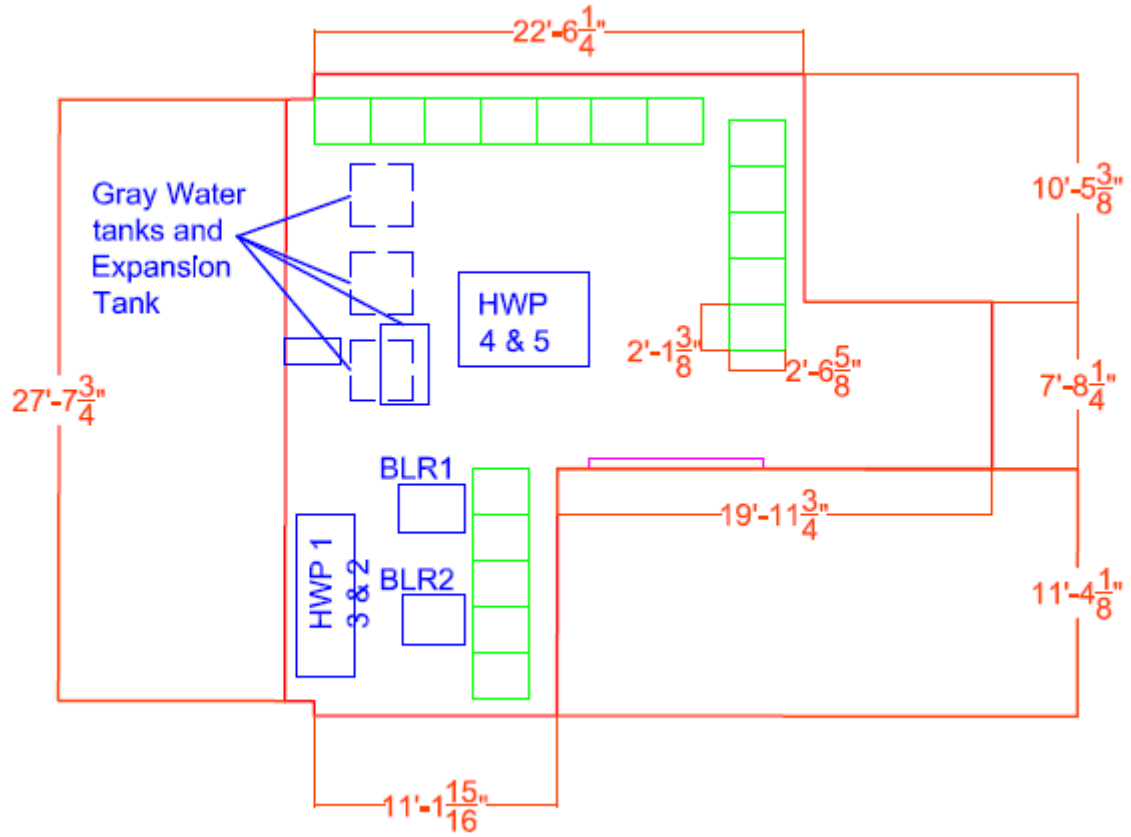 22'-6 1/4"
10'-5 3/8"
Gray Water
tanks and
Expansion
Tank
HWP
4 & 5
2'-1 3/8"
2'-6 5/8"
7'-8 1/4"
27'-7 3/4"
BLR1
19'-11 3/4"
HWP 1
3 & 2
BLR2
11'-4 1/8"
11'-1 15/16"